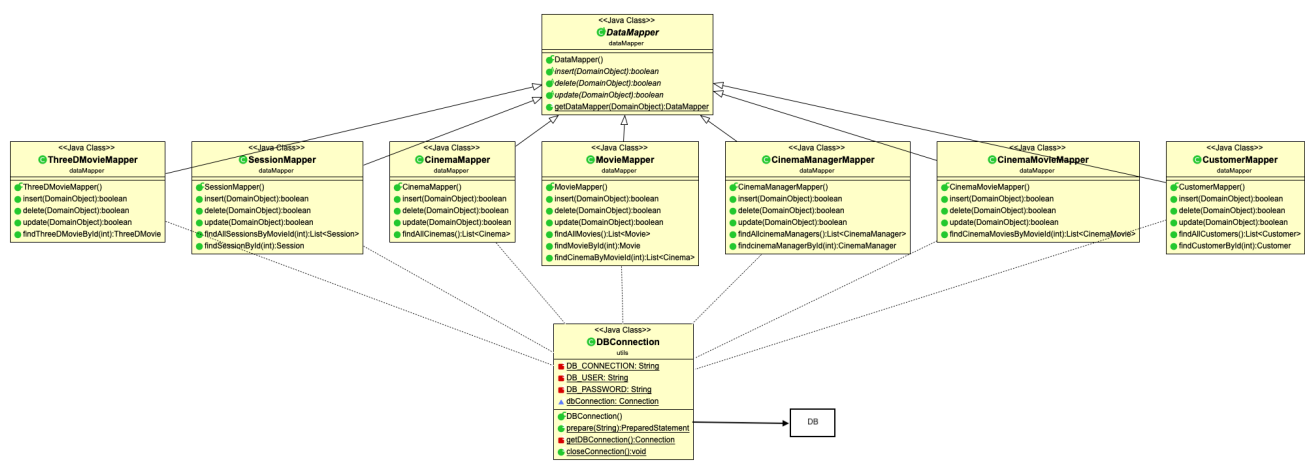 <<Java Class>>
DataMapper
dataMapper
DataMapper()
insert(DomainObject):boolean
delete(DomainObject):boolean
update(DomainObject):boolean
getDataMapper(DomainObject):DataMapper
<<Java Class>>
ThreeDMovieMapper
dataMapper
ThreeDMovieMapper()
insert(DomainObject):boolean
delete(DomainObject):boolean
update(DomainObject):boolean
findThreeDMovieById(int):ThreeDMovie
<<Java Class>>
SessionMapper
dataMapper
SessionMapper()
insert(DomainObject):boolean
delete(DomainObject):boolean
update(DomainObject):boolean
findAllSessionsByMovieId(int):List<Session>
findSessionById(int):Session
<<Java Class>>
CinemaMapper
dataMapper
CinemaMapper()
insert(DomainObject):boolean
delete(DomainObject):boolean
update(DomainObject):boolean
findAllCinemas():List<Cinema>
<<Java Class>>
MovieMapper
dataMapper
MovieMapper()
insert(DomainObject):boolean
delete(DomainObject):boolean
update(DomainObject):boolean
findAllMovies():List<Movie>
findMovieById(int):Movie
findCinemaByMovieId(int):List<Cinema>
<<Java Class>>
CinemaManagerMapper
dataMapper
CinemaManagerMapper()
insert(DomainObject):boolean
delete(DomainObject):boolean
update(DomainObject):boolean
findAllcinemaManagers():List<CinemaManager>
findcinemaManagerById(int):CinemaManager
<<Java Class>>
CinemaMovieMapper
dataMapper
CinemaMovieMapper()
insert(DomainObject):boolean
delete(DomainObject):boolean
update(DomainObject):boolean
findCinemaMoviesByMovieId(int):List<CinemaMovie>
<<Java Class>>
CustomerMapper
dataMapper
CustomerMapper()
insert(DomainObject):boolean
delete(DomainObject):boolean
update(DomainObject):boolean
findAllCustomers():List<Customer>
findCustomerById(int):Customer
<<Java Class>>
DBConnection
utils
DB_CONNECTION: String
DB_USER: String
DB_PASSWORD: String
dbConnection: Connection
DBConnection()
prepare(String):PreparedStatement
getDBConnection():Connection
closeConnection():void
DB